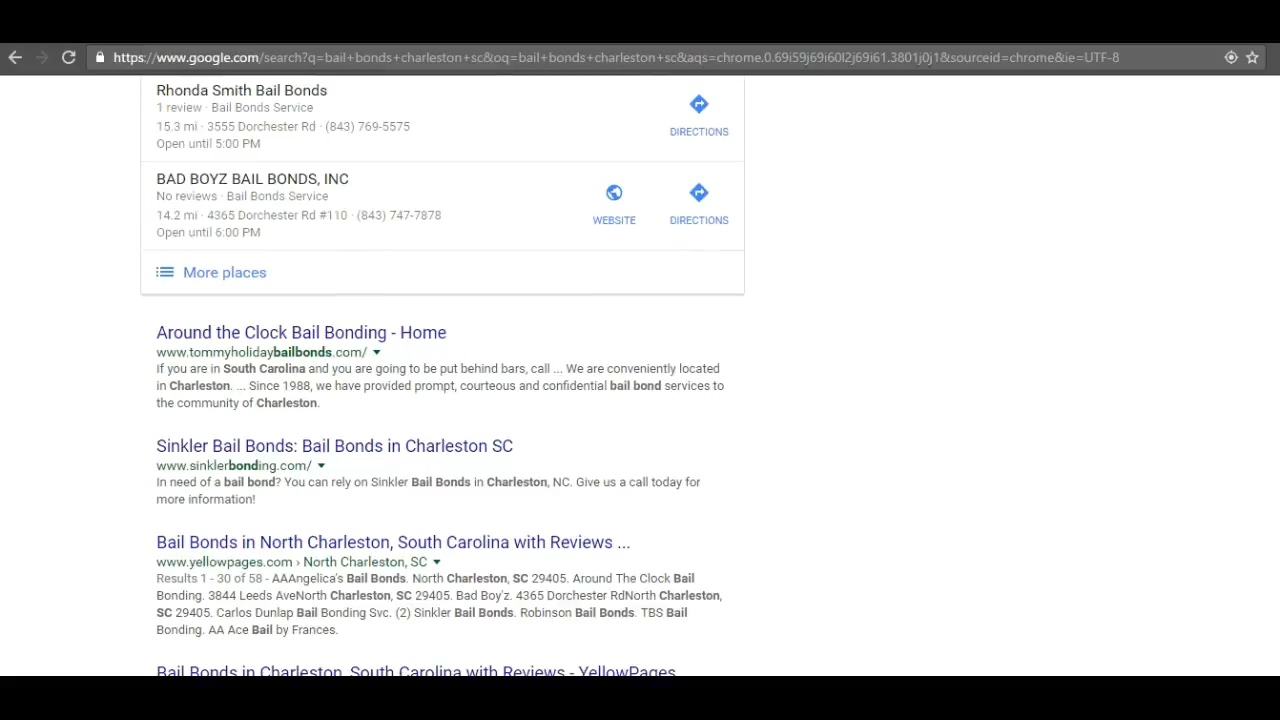 https://www.google.com/search?q=bail+bonds+charleston+sc&oq=bail+bonds+charleston+sc&aqs=chrome.0.69i59j69i60l2j69i61.3801j0j1&sourceid=chrome&ie=UTF-8
Rhonda Smith Bail Bonds
1 review · Bail Bonds Service
15.3 mi · 3555 Dorchester Rd · (843) 769-5575
Open until 5:00 PM
DIRECTIONS
BAD BOYZ BAIL BONDS, INC
No reviews · Bail Bonds Service
14.2 mi · 4365 Dorchester Rd #110 · (843) 747-7878
Open until 6:00 PM
WEBSITE
DIRECTIONS
More places
Around the Clock Bail Bonding - Home
www.tommyholidaybailbonds.com/
If you are in South Carolina and you are going to be put behind bars, call ... We are conveniently located
in Charleston. ... Since 1988, we have provided prompt, courteous and confidential bail bond services to
the community of Charleston.
Sinkler Bail Bonds: Bail Bonds in Charleston SC
www.sinklerbonding.com/
In need of a bail bond? You can rely on Sinkler Bail Bonds in Charleston, NC. Give us a call today for
more information!
Bail Bonds in North Charleston, South Carolina with Reviews ...
www.yellowpages.com › North Charleston, SC
Results 1 - 30 of 58 - AAAngelica's Bail Bonds. North Charleston, SC 29405. Around The Clock Bail
Bonding. 3844 Leeds AveNorth Charleston, SC 29405. Bad Boy'z. 4365 Dorchester RdNorth Charleston,
SC 29405. Carlos Dunlap Bail Bonding Svc. (2) Sinkler Bail Bonds. Robinson Bail Bonds. TBS Bail
Bonding. AA Ace Bail by Frances.
Bail Bonds in Charleston, South Carolina with Reviews - YellowPages